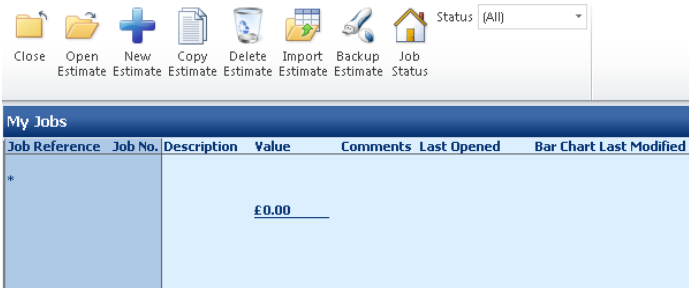 Status (All)
Close Open Estimate New Estimate Copy Estimate Delete Estimate Import Estimate Backup Estimate Job Status
My Jobs
Job Reference Job No. Description Value Comments Last Opened Bar Chart Last Modified
*
£0.00